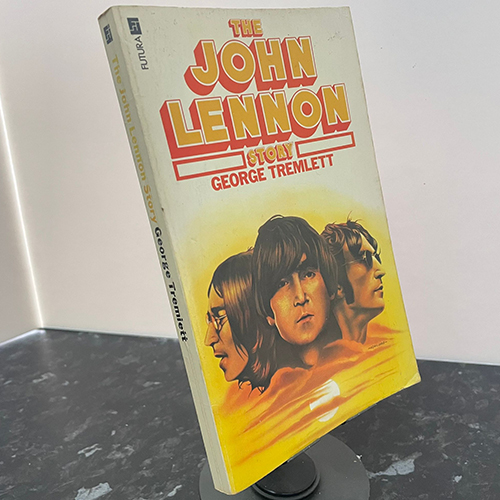 THE
JOHN
LENNON
STORY
GEORGE TREMLETT
FUTURA
The John Lennon Story George Tremlett